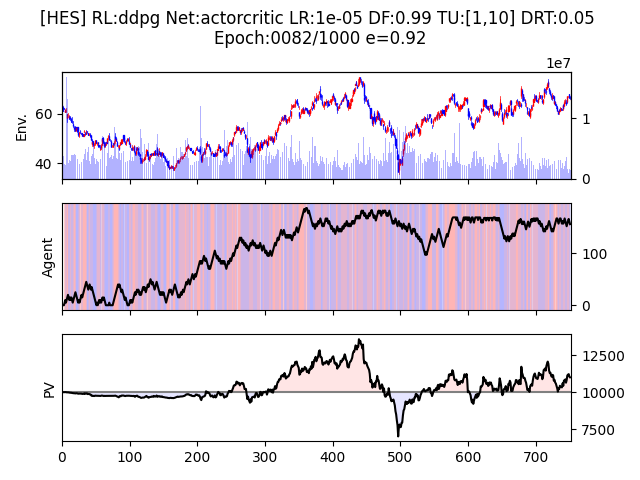 [HES] RL:ddpg Net:actorcritic LR:1e-05 DF:0.99 TU:[1,10] DRT:0.05
Epoch:0082/1000 e=0.92
1e7
Env.
60
40
1
0
Agent
100
0
PV
12500
10000
7500
0 100 200 300 400 500 600 700